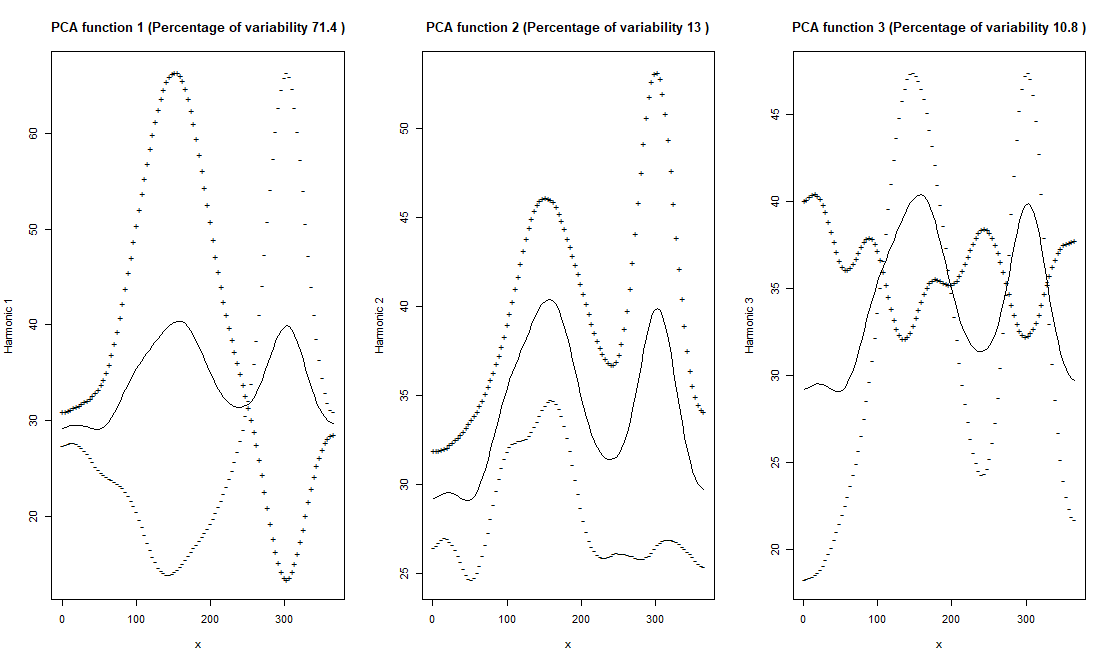 PCA function 1 (Percentage of variability 71.4 )
Harmonic 1
60
50
40
30
20
0 100 200 300
x
PCA function 2 (Percentage of variability 13 )
Harmonic 2
50
45
40
35
30
25
0 100 200 300
x
PCA function 3 (Percentage of variability 10.8 )
Harmonic 3
45
40
35
30
25
20
0 100 200 300
x